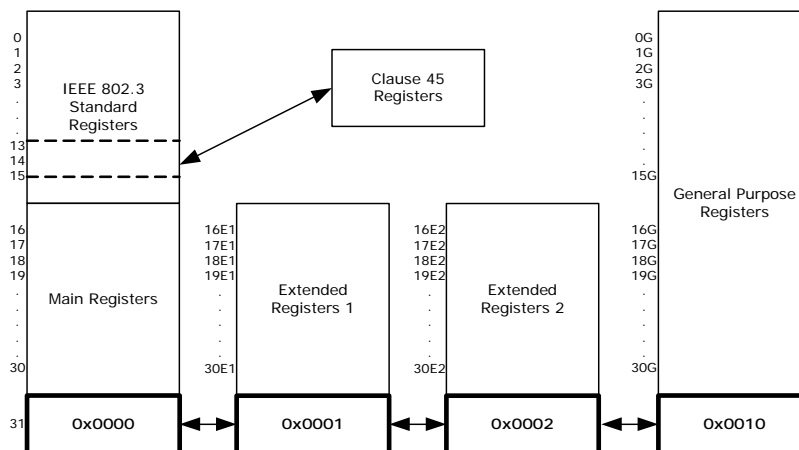 0
1
2
3
.
.
.
13
14
15
IEEE 802.3
Standard
Registers
Clause 45
Registers
0G
1G
2G
3G
.
.
.
.
.
15G
General Purpose
Registers
16
17
18
19
.
.
.
.
.
30
Main Registers
16E1
17E1
18E1
19E1
.
.
.
.
.
30E1
Extended
Registers 1
16E2
17E2
18E2
19E2
.
.
.
.
.
30E2
Extended
Registers 2
16G
17G
18G
19G
.
.
.
.
.
30G
31
0x0000
0x0001
0x0002
0x0010